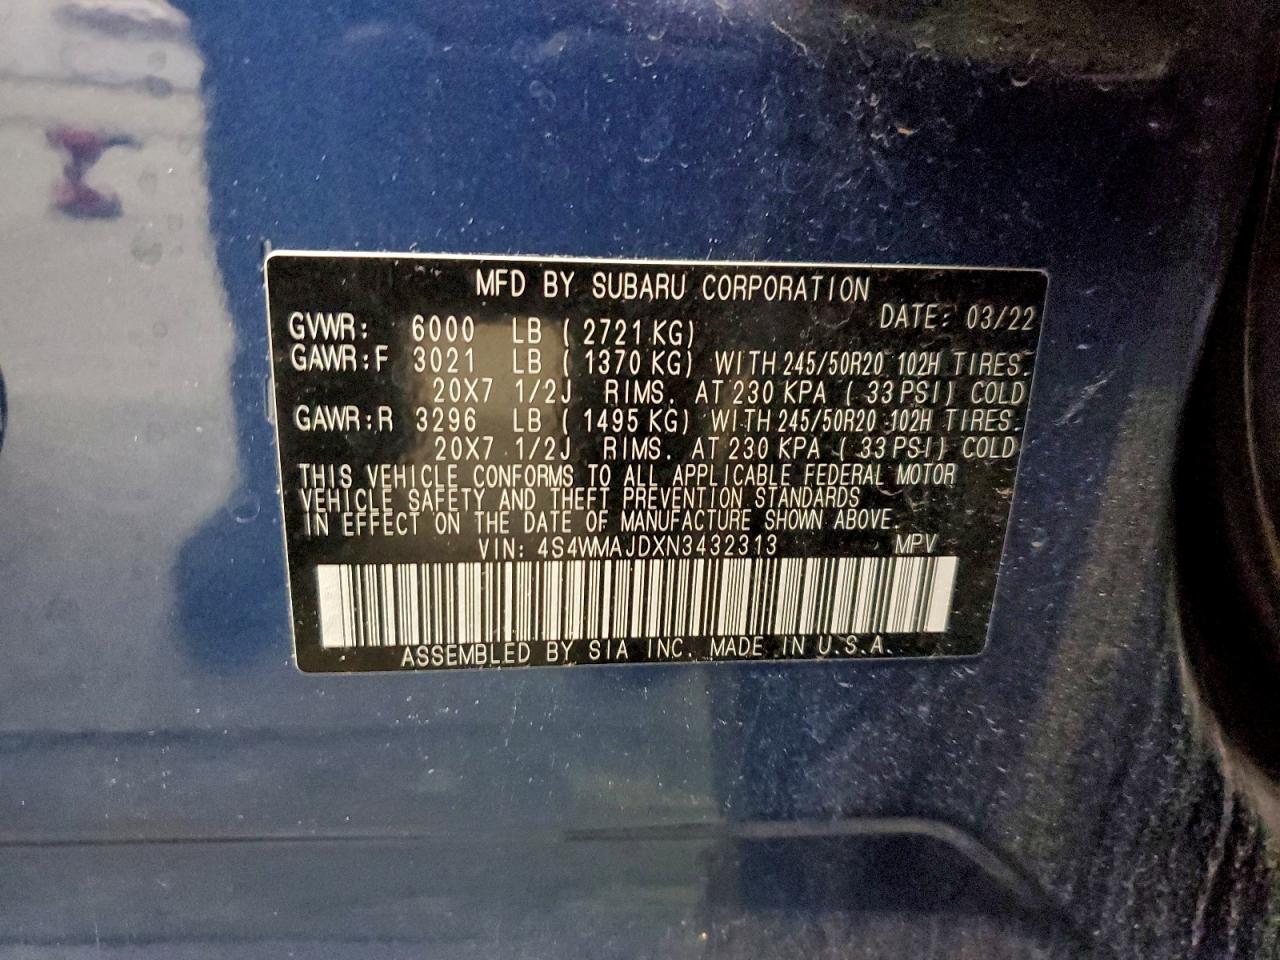 MFD BY SUBARU CORPORATION
DATE: 03/22
GVWR: 6000 LB ( 2721 KG)
GAWR:F 3021 LB ( 1370 KG) WITH 245/50R20 102H TIRES.
20X7 1/2J RIMS. AT 230 KPA ( 33 PSI) COLD
GAWR:R 3296 LB ( 1495 KG) WITH 245/50R20 102H TIRES.
20X7 1/2J RIMS. AT 230 KPA ( 33 PSI) COLD
THIS VEHICLE CONFORMS TO ALL APPLICABLE FEDERAL MOTOR
VEHICLE SAFETY AND THEFT PREVENTION STANDARDS
IN EFFECT ON THE DATE OF MANUFACTURE SHOWN ABOVE.
VIN: 4S4WMAJDXN3432313 MPV
ASSEMBLED BY SIA INC. MADE IN U.S.A.